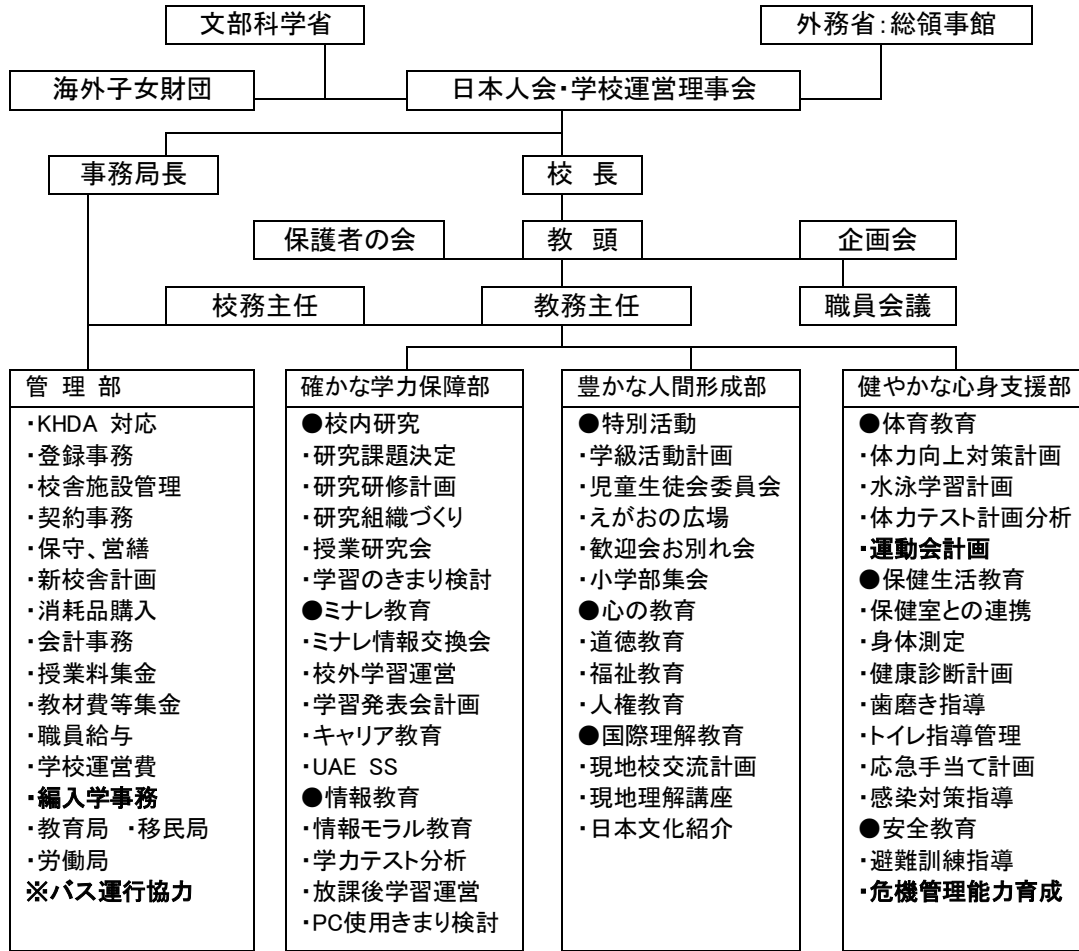 文部科学省
外務省:総領事館
海外子女財団
日本人会・学校運営理事会
事務局長
校 長
保護者の会
教 頭
企画会
校務主任
教務主任
職員会議
管 理 部
・KHDA 対応
・登録事務
・校舎施設管理
・契約事務
・保守、営繕
・新校舎計画
・消耗品購入
・会計事務
・授業料集金
・教材費等集金
・職員給与
・学校運営費
・編入学事務
・教育局 ・移民局
・労働局
※バス運行協力
確かな学力保障部
●校内研究
・研究課題決定
・研究研修計画
・研究組織づくり
・授業研究会
・学習のきまり検討
●ミナレ教育
・ミナレ情報交換会
・校外学習運営
・学習発表会計画
・キャリア教育
・UAE SS
●情報教育
・情報モラル教育
・学力テスト分析
・放課後学習運営
・PC使用きまり検討
豊かな人間形成部
●特別活動
・学級活動計画
・児童生徒会委員会
・えがおの広場
・歓迎会お別れ会
・小学部集会
●心の教育
・道徳教育
・福祉教育
・人権教育
●国際理解教育
・現地校交流計画
・現地理解講座
・日本文化紹介
健やかな心身支援部
●体育教育
・体力向上対策計画
・水泳学習計画
・体力テスト計画分析
・運動会計画
●保健生活教育
・保健室との連携
・身体測定
・健康診断計画
・歯磨き指導
・トイレ指導管理
・応急手当て計画
・感染対策指導
●安全教育
・避難訓練指導
・危機管理能力育成